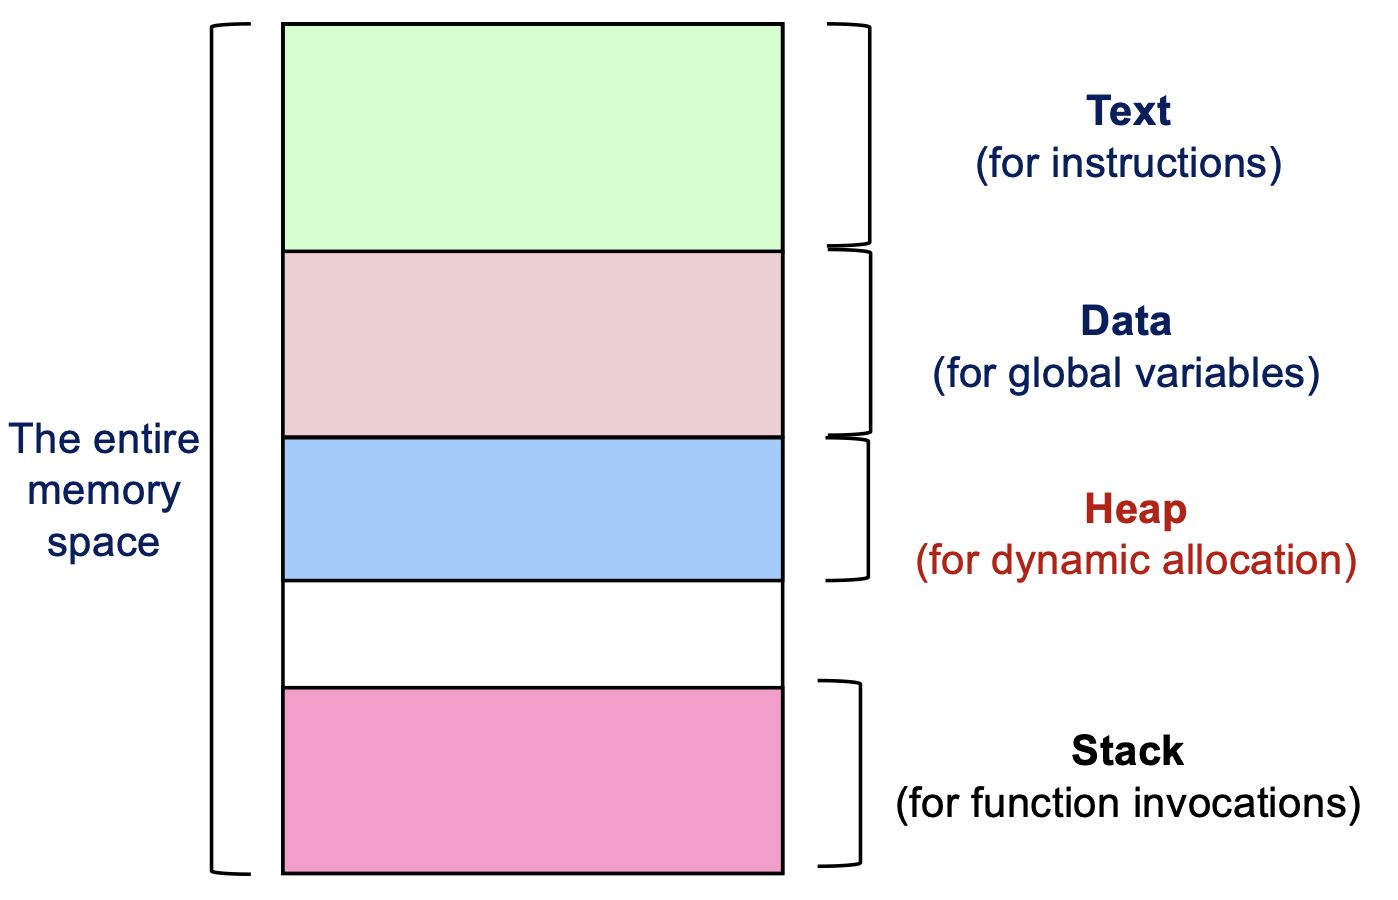 Text
(for instructions)
Data
(for global variables)
The entire
memory
space
Heap
(for dynamic allocation)
Stack
(for function invocations)